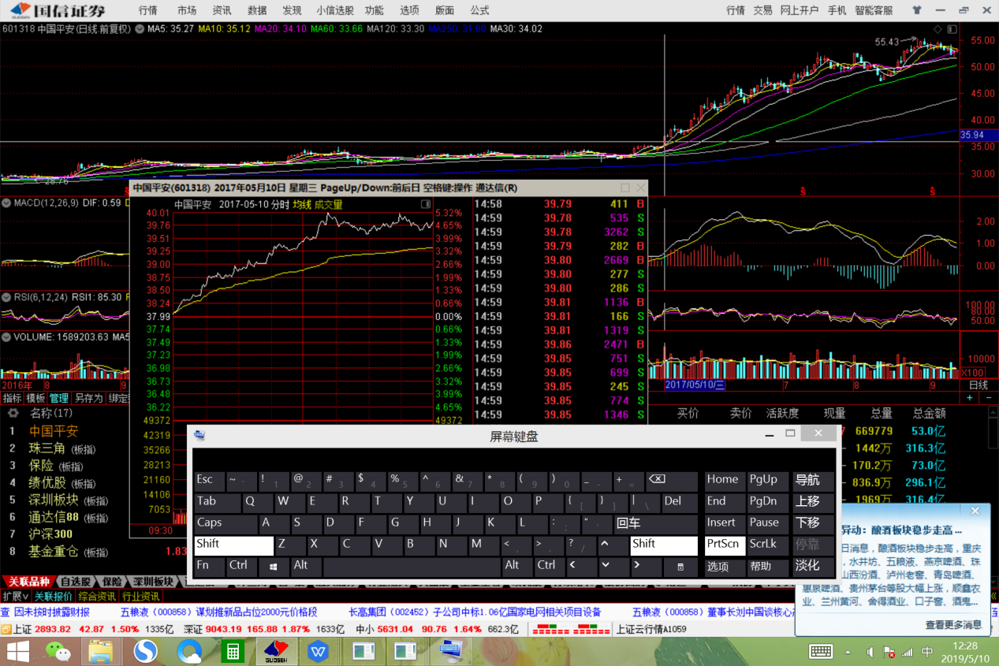 国信证券 行情 市场 资讯 数据 发现 小信选股 功能 选项 版面 公式 行情 交易 网上开户 手机 智能客服
GUOSEN
601318 中国平安(日线 前复权) MA5: 35.27 MA10: 35.12 MA20: 34.10 MA60: 33.66 MA120: 33.30 MA250: 31.60 MA30: 34.02
55.43
55.00
50.00
45.00
40.00
35.94
35.00
30.00
28.76
MACD(12,26,9) DIF: 0.59
2.00
1.00
0.00
RSI(6,12,24) RSI1: 85.30
100.00
80.00
50.00
VOLUME: 1589203.63 MA5
10000
X100
2016年 8 9
2017/05/10/三 7 8 9 日线
中国平安(601318) 2017年05月10日 星期三 PageUp/Down:前后日 空格键:操作 通达信(R)
中国平安 2017-05-10 分时 均线 成交量
40.01 5.32%
39.76 4.65%
39.51 3.99%
39.25 3.32%
39.00 2.66%
38.75 1.99%
38.50 1.33%
38.24 0.66%
37.99 0.00%
37.74 0.66%
37.49 1.33%
37.23 1.99%
36.98 2.66%
36.73 3.32%
36.48 3.99%
36.22 4.65%
49372 49372
42319
35266
28213
21160
14106
7053
09:30
14:58 39.79 411 B
14:59 39.78 535 S
14:59 39.78 3262 S
14:59 39.79 282 B
14:59 39.80 2669 B
14:59 39.80 277 S
14:59 39.80 286 S
14:59 39.81 1136 B
14:59 39.81 166 S
14:59 39.81 1319 S
14:59 39.86 2471 B
14:59 39.85 751 S
14:59 39.85 699 S
14:59 39.85 245 S
14:59 39.85 774 S
14:59 39.85 1346 S
指标 模板 管理 另存为
名称(17)
1 中国平安
2 珠三角 (板指)
3 保险 (板指)
4 绩优股 (板指)
5 深圳板块 (板指)
6 通达信88 (板指)
7 沪深300
8 基金重仓 (板指) 1.83
买价 卖价 活跃度 现量 总量 总金额
669779 53.0亿
1442万 316.3亿
170.2万 73.0亿
836.9万 296.1亿
1969万 316.4亿
屏幕键盘
Esc ~ ` ! 1 @ 2 # 3 $ 4 % 5 ^ 6 & 7 * 8 ( 9 ) 0 _ - + = Home PgUp 导航
Tab Q W E R T Y U I O P { [ } ] | \ Del End PgDn 上移
Caps A S D F G H J K L : ; " ' 回车 Insert Pause 下移
Shift Z X C V B N M < , > . ? / Shift PrtScn ScrLk 停靠
Fn Ctrl Alt Alt Ctrl 选项 帮助 淡化
异动：酿酒板块稳步走高...
日消息，酿酒板块稳步走高，重庆
，水井坊、五粮液、燕京啤酒、珠
山西汾酒、泸州老窖、青岛啤酒、
惠泉啤酒、贵州茅台等股大幅上涨，顺鑫农
业、兰州黄河、舍得酒业、口子窖、酒鬼...
查看更多消息
关联品种 自选股 保险 深圳板块
扩展∨ 关联报价 综合资讯 行业资讯
查 因未按时披露财报 五粮液（000858）谋划推新品占位2000元价格段 长高集团（002452）子公司中标1.06亿国家电网相关项目设备 五粮液（000858）董事长刘中国谈核心
上证 2893.82 42.87 1.50% 1335亿 深证 9043.19 165.88 1.87% 1633亿 中小 5631.04 90.76 1.64% 662.3亿 上证云行情A1059
GUOSEN
中 12:28
2019/5/10